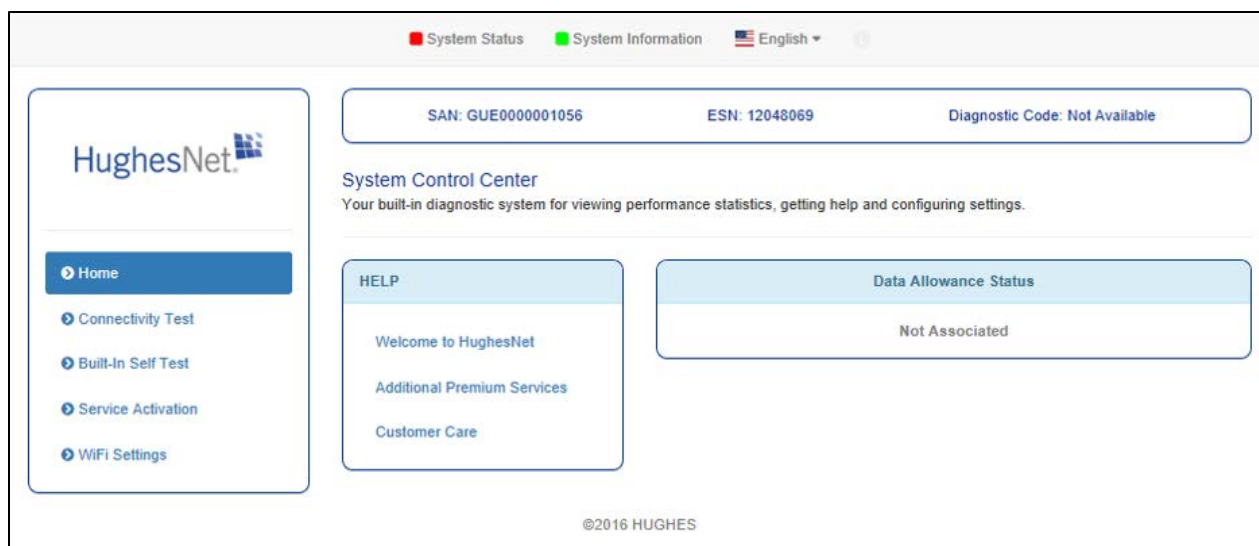 System Status System Information English
HughesNet.
SAN: GUE0000001056 ESN: 12048069 Diagnostic Code: Not Available
System Control Center
Your built-in diagnostic system for viewing performance statistics, getting help and configuring settings.
Home
Connectivity Test
Built-In Self Test
Service Activation
WiFi Settings
HELP
Welcome to HughesNet
Additional Premium Services
Customer Care
Data Allowance Status
Not Associated
©2016 HUGHES